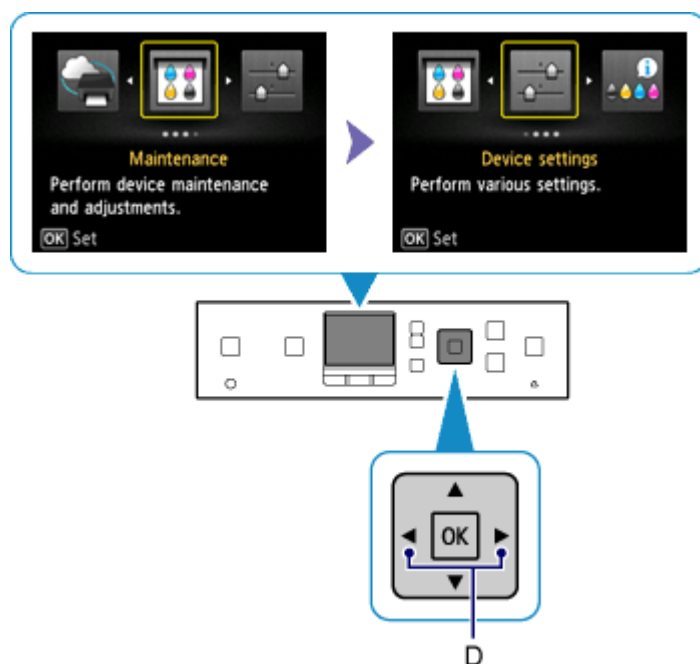 Maintenance
Perform device maintenance
and adjustments.
OK Set
Device settings
Perform various settings.
OK Set
OK
D